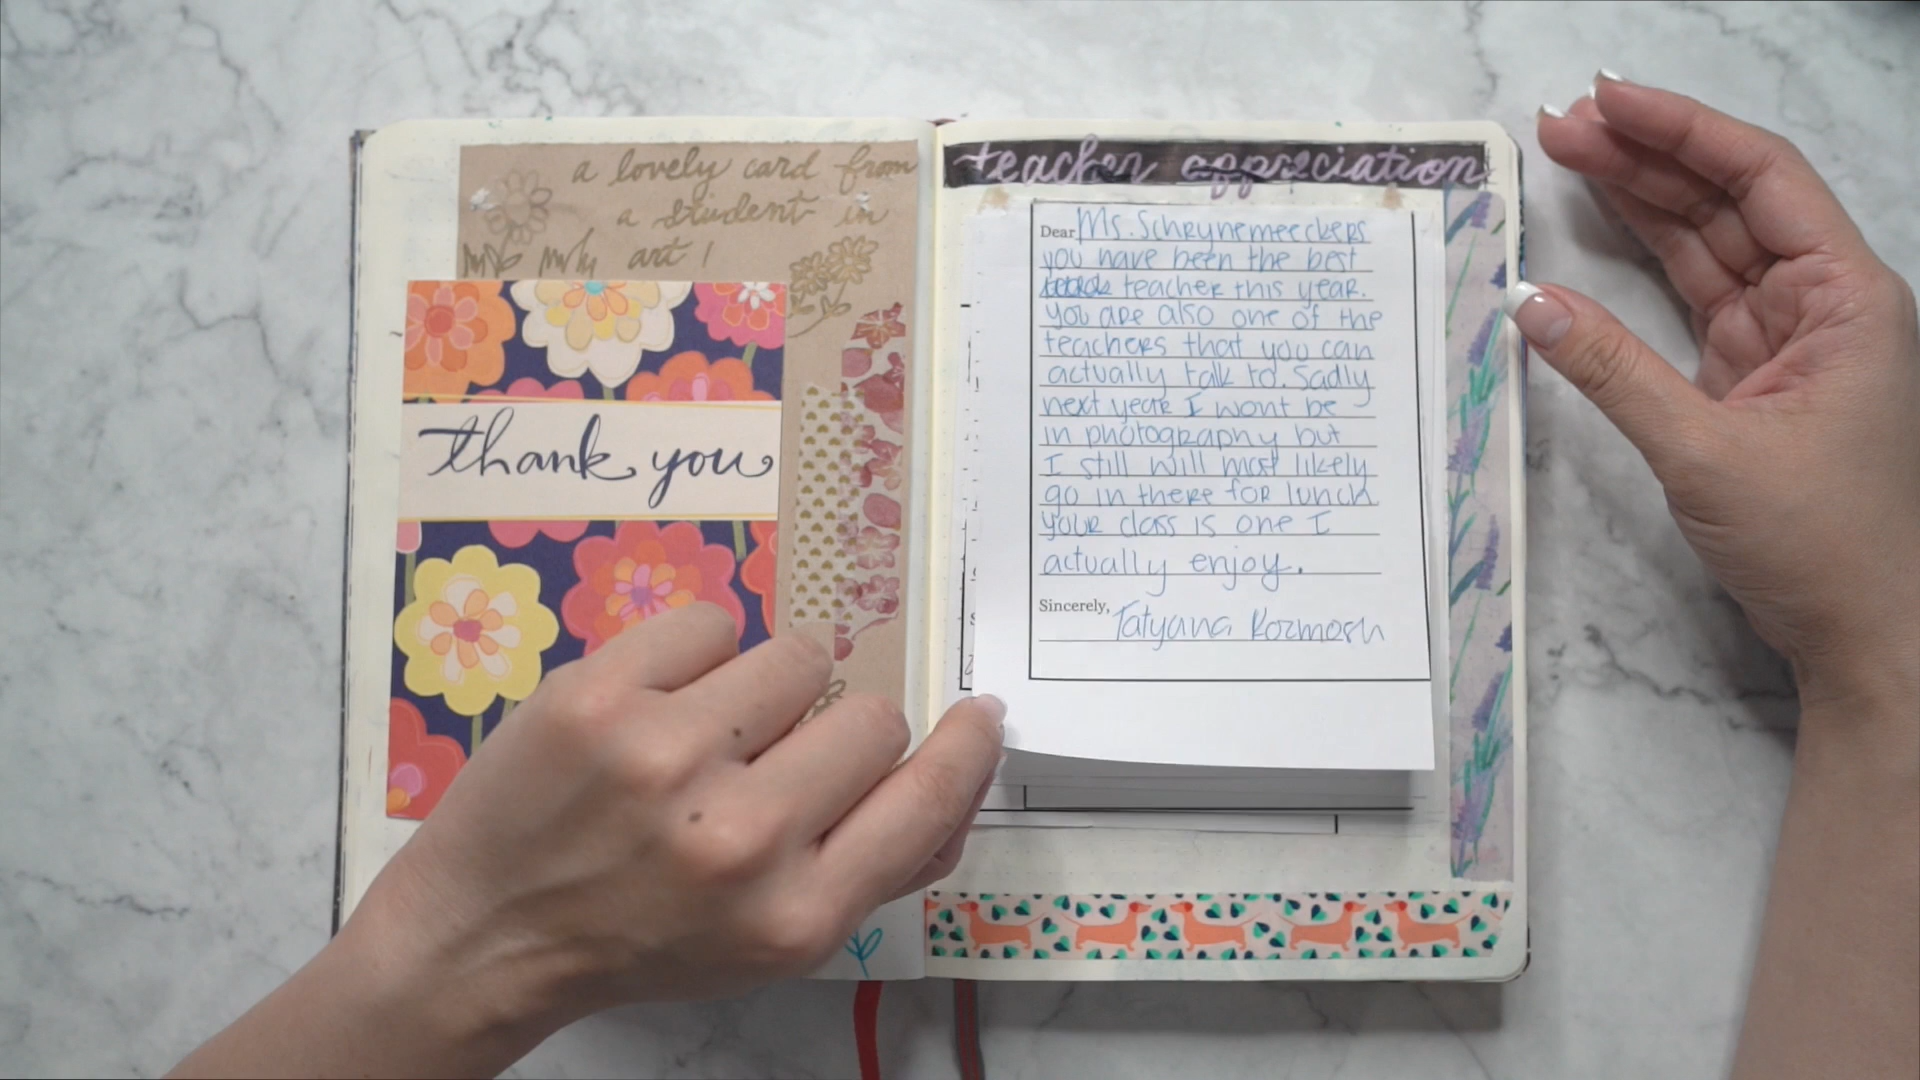 a lovely card from
a student in
my art!
thank you
teacher appreciation
Dear Ms. Schrynemeeckers
you have been the best
teacher this year.
you are also one of the
teachers that you can
actually talk to. Sadly
next year I wont be
in photography but
I still will most likely
go in there for lunch
your class is one I
actually enjoy.
Sincerely, Tatyana Kozmosh